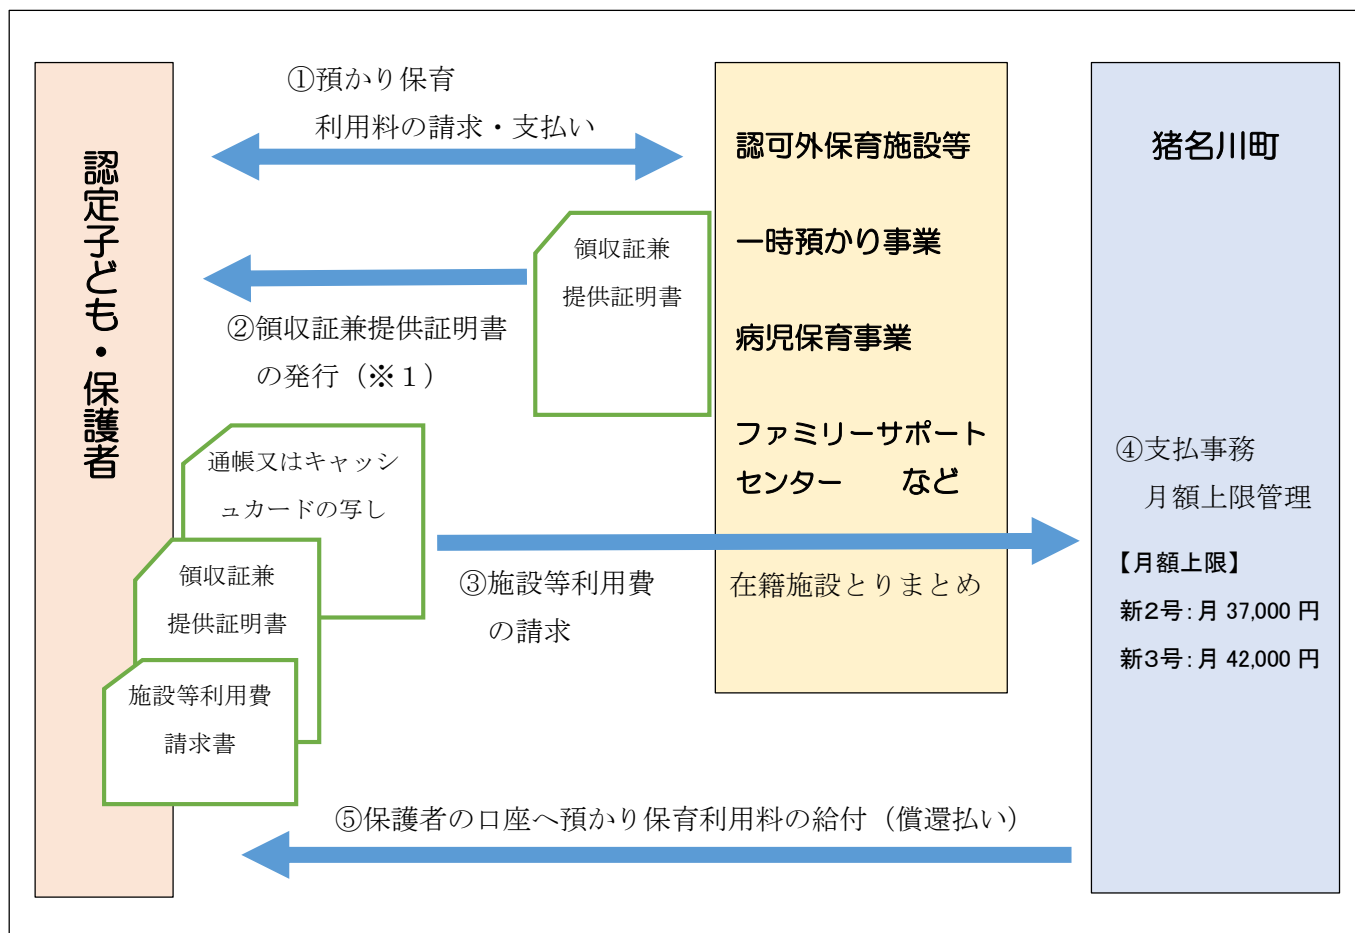 認定子ども・保護者
①預かり保育
利用料の請求・支払い
領収証兼
提供証明書
②領収証兼提供証明書
の発行（※１）
通帳又はキャッシ
ュカードの写し
領収証兼
提供証明書
施設等利用費
請求書
③施設等利用費
の請求
認可外保育施設等
一時預かり事業
病児保育事業
ファミリーサポート
センター　　など
在籍施設とりまとめ
猪名川町
④支払事務
月額上限管理
【月額上限】
新２号：月 37,000 円
新３号：月 42,000 円
⑤保護者の口座へ預かり保育利用料の給付（償還払い）